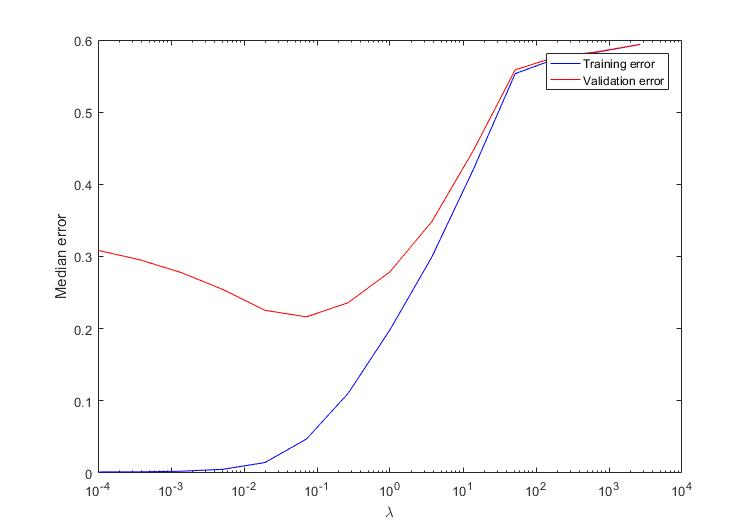 0.6
0.5
0.4
0.3
0.2
0.1
0
Median error
10⁻⁴ 10⁻³ 10⁻² 10⁻¹ 10⁰ 10¹ 10² 10³ 10⁴
λ
Training error
Validation error